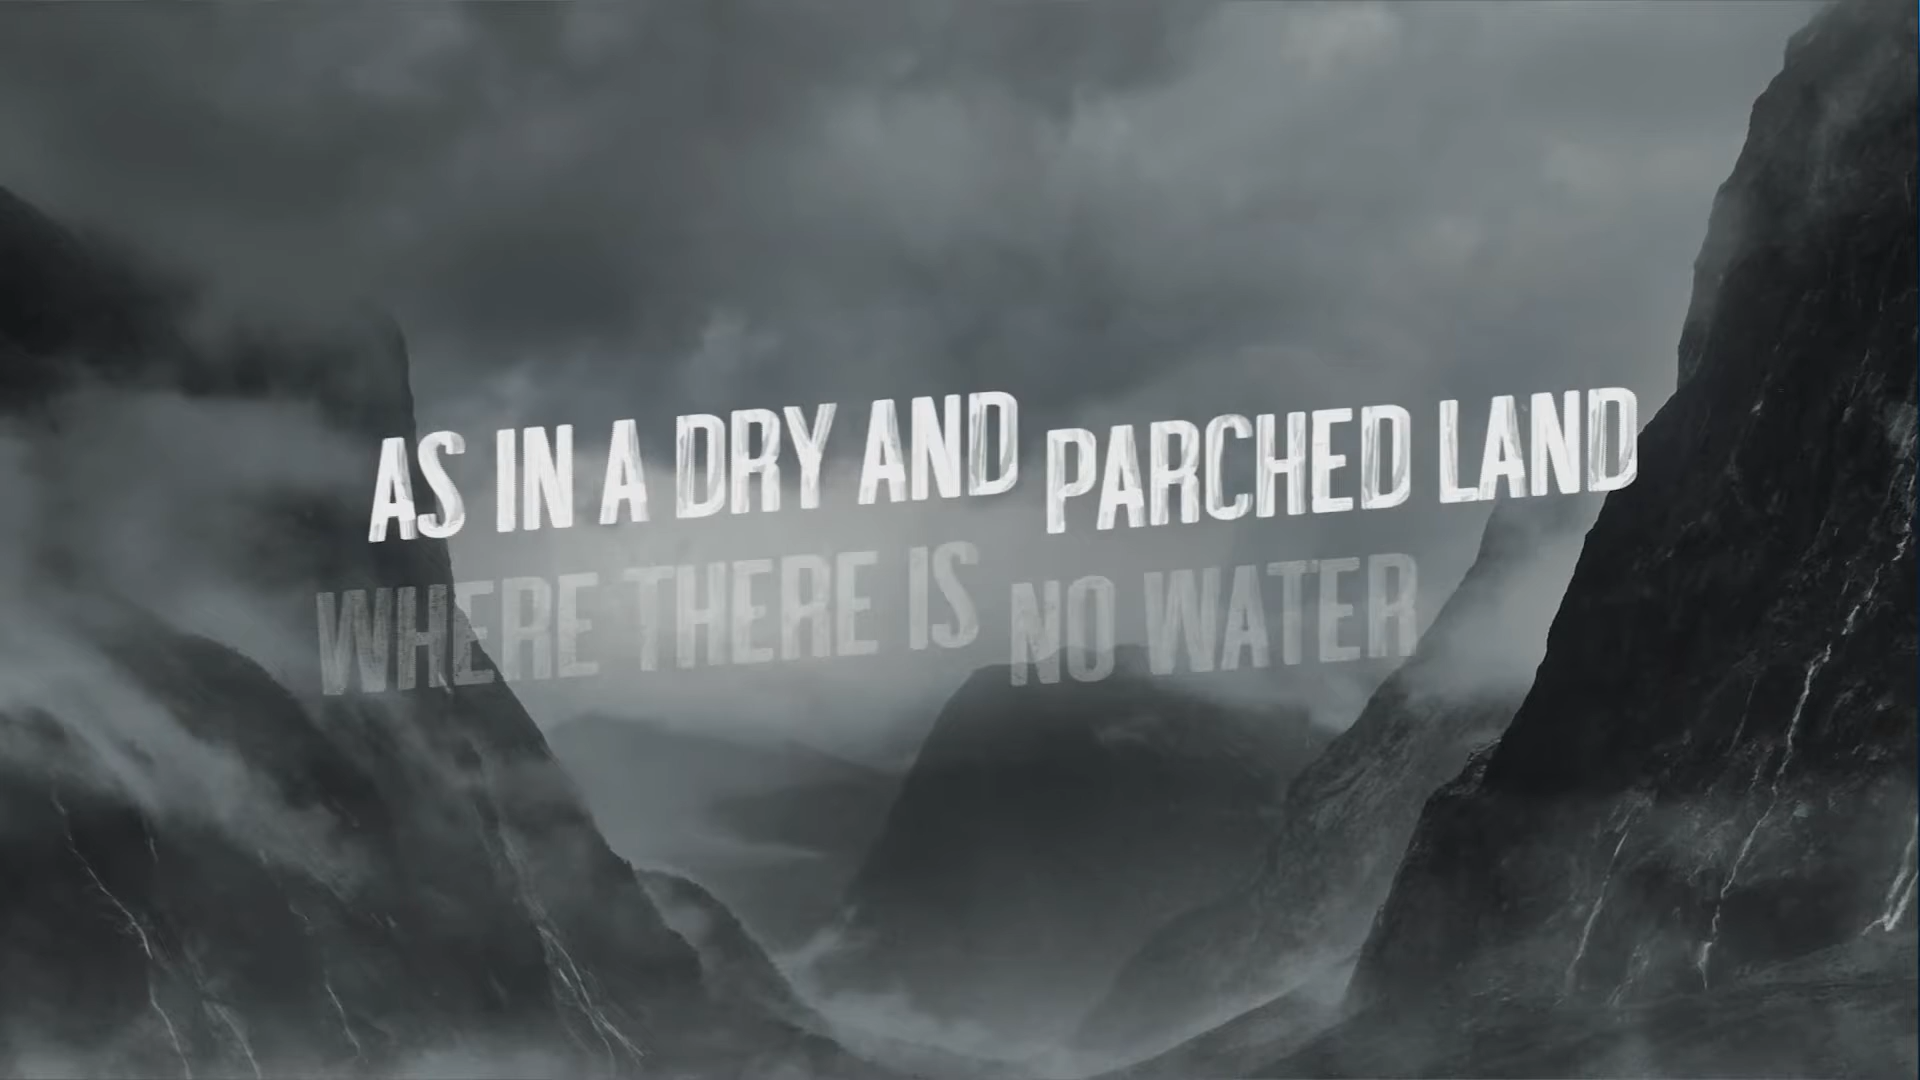 AS IN A DRY AND PARCHED LAND
WHERE THERE IS NO WATER